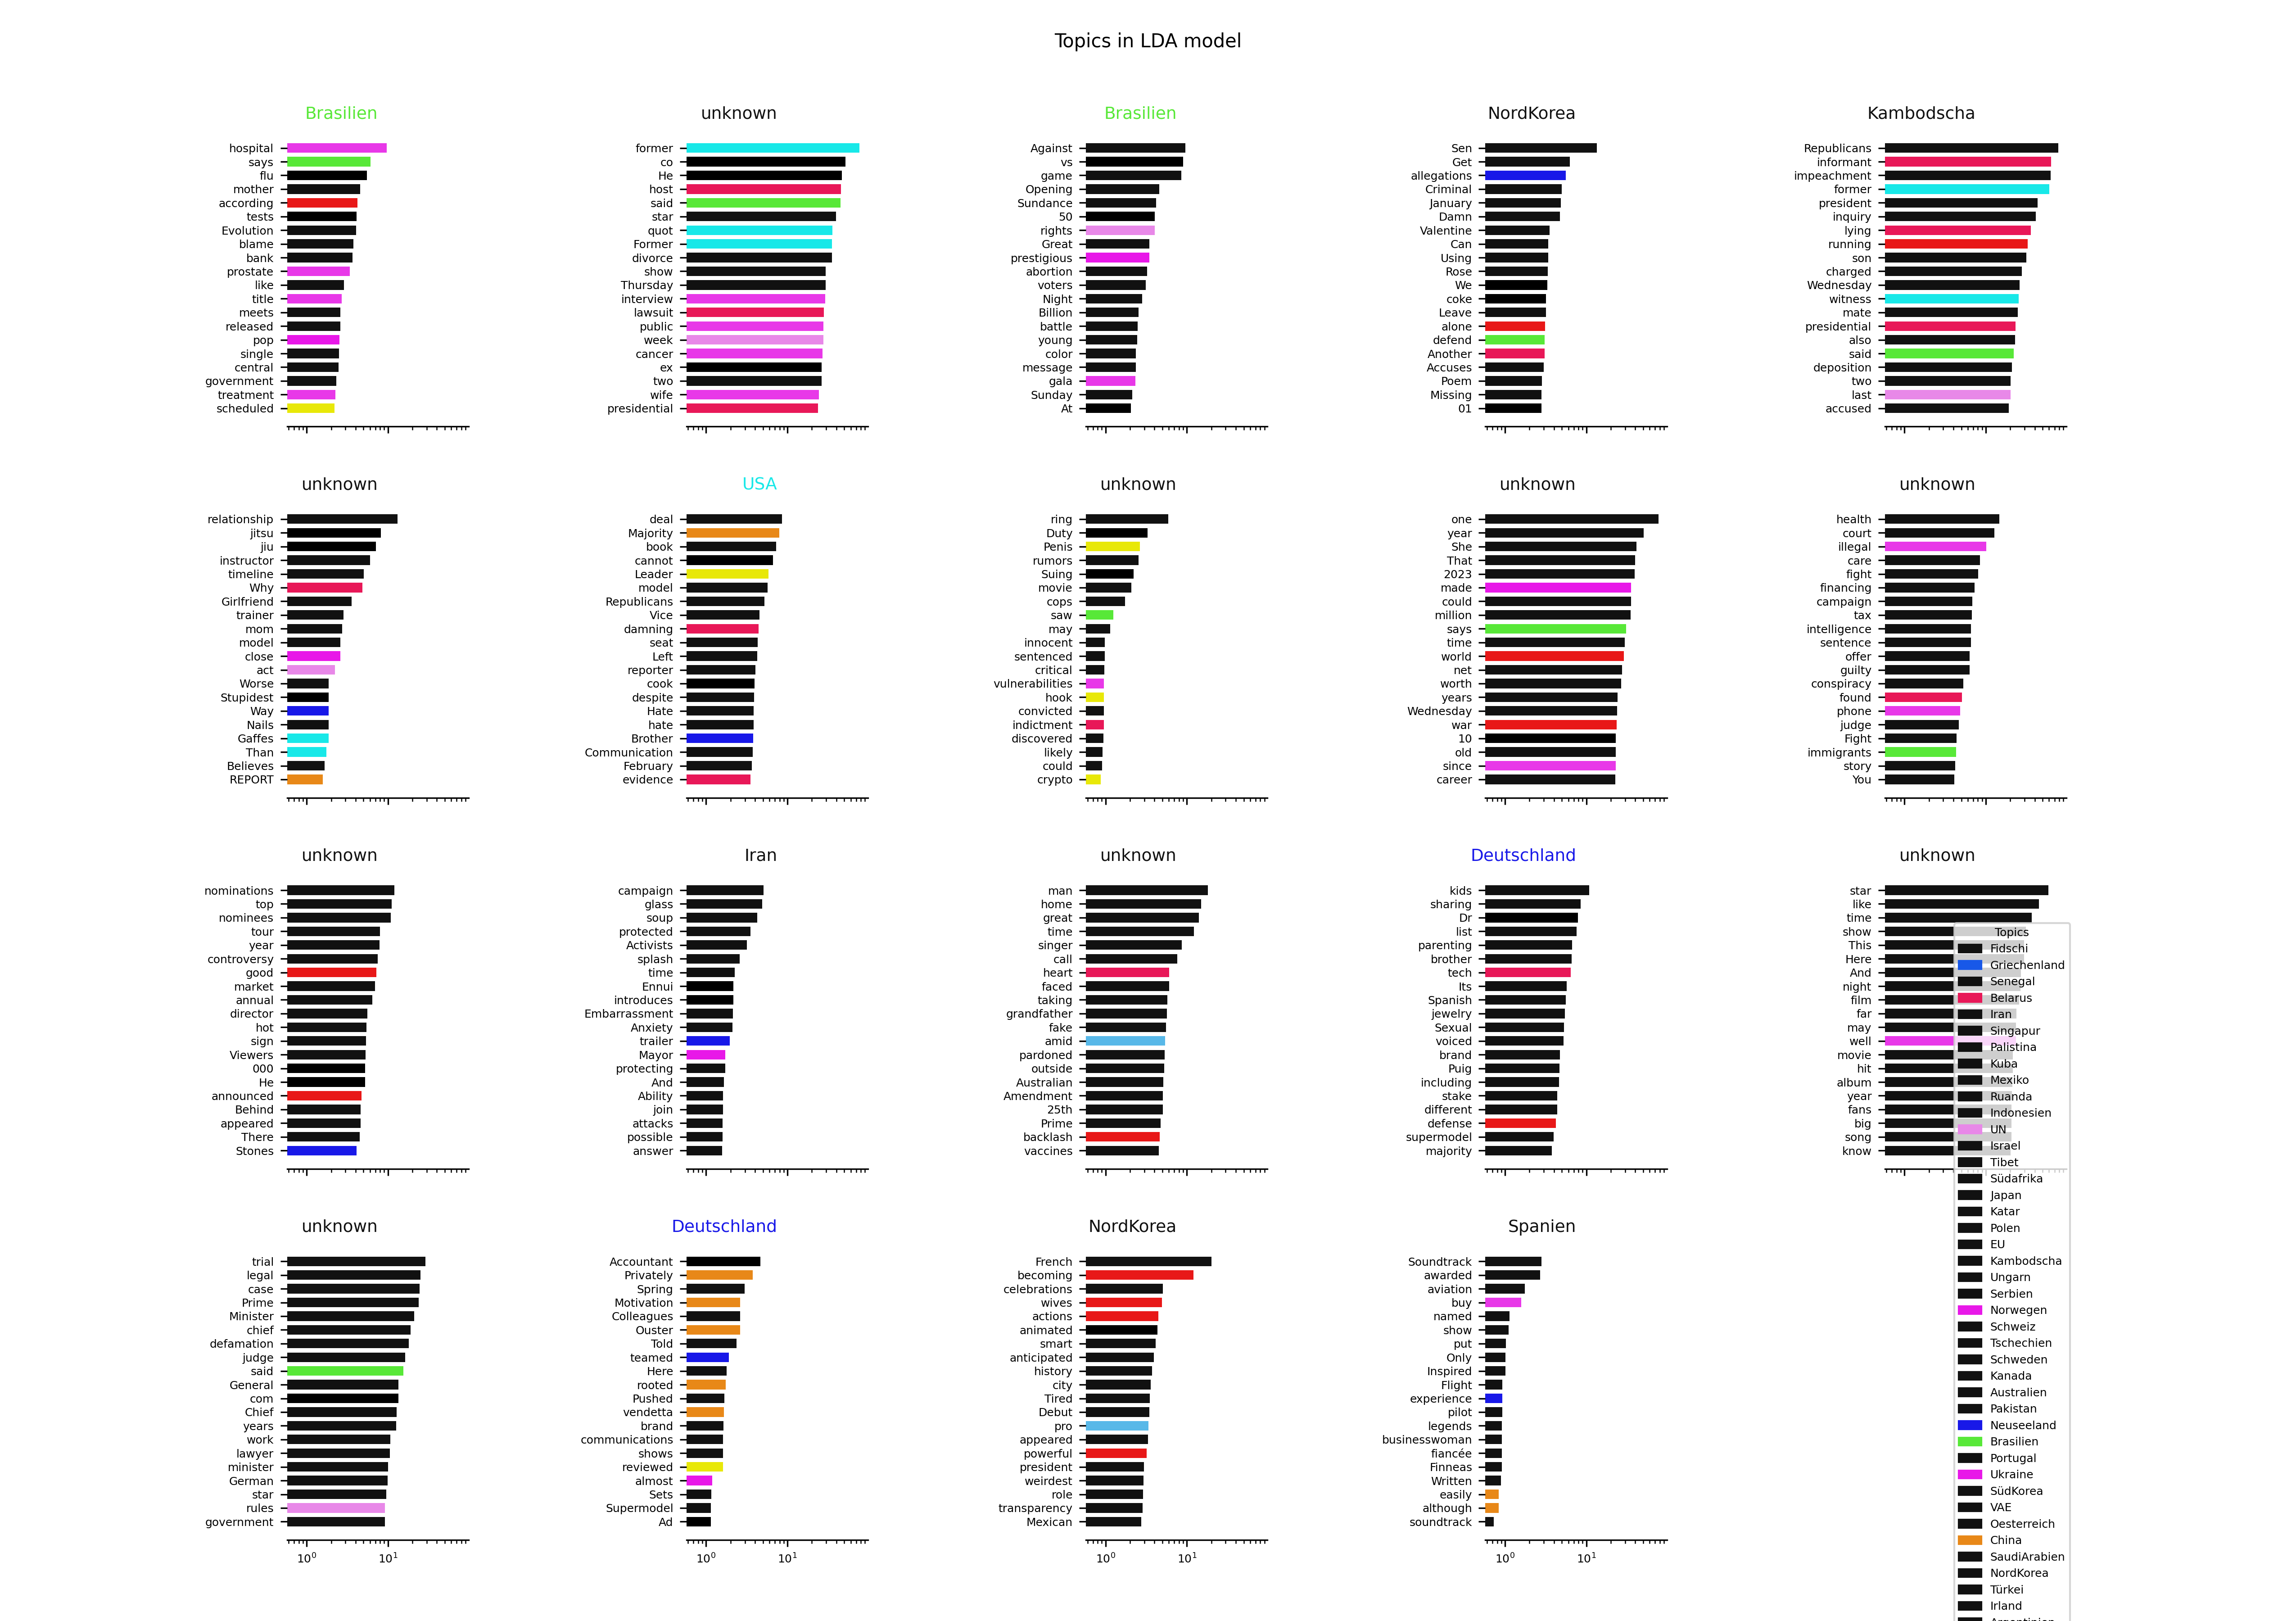 Topics in LDA model
Brasilien
hospital
says
flu
mother
according
tests
Evolution
blame
bank
prostate
like
title
meets
released
pop
single
central
government
treatment
scheduled
unknown
former
co
He
host
said
star
quot
Former
divorce
show
Thursday
interview
lawsuit
public
week
cancer
ex
two
wife
presidential
Brasilien
Against
vs
game
Opening
Sundance
50
rights
Great
prestigious
abortion
voters
Night
Billion
battle
young
color
message
gala
Sunday
At
NordKorea
Sen
Get
allegations
Criminal
January
Damn
Valentine
Can
Using
Rose
We
coke
Leave
alone
defend
Another
Accuses
Poem
Missing
01
Kambodscha
Republicans
informant
impeachment
former
president
inquiry
lying
running
son
charged
Wednesday
witness
mate
presidential
also
said
deposition
two
last
accused
unknown
relationship
jitsu
jiu
instructor
timeline
Why
Girlfriend
trainer
mom
model
close
act
Worse
Stupidest
Way
Nails
Gaffes
Than
Believes
REPORT
USA
deal
Majority
book
cannot
Leader
model
Republicans
Vice
damning
seat
Left
reporter
cook
despite
Hate
hate
Brother
Communication
February
evidence
unknown
ring
Duty
Penis
rumors
Suing
movie
cops
saw
may
innocent
sentenced
critical
vulnerabilities
hook
convicted
indictment
discovered
likely
could
crypto
unknown
one
year
She
That
2023
made
could
million
says
time
world
net
worth
years
Wednesday
war
10
old
since
career
unknown
health
court
illegal
care
fight
financing
campaign
tax
intelligence
sentence
offer
guilty
conspiracy
found
phone
judge
Fight
immigrants
story
You
unknown
nominations
top
nominees
tour
year
controversy
good
market
annual
director
hot
sign
Viewers
000
He
announced
Behind
appeared
There
Stones
Iran
campaign
glass
soup
protected
Activists
splash
time
Ennui
introduces
Embarrassment
Anxiety
trailer
Mayor
protecting
And
Ability
join
attacks
possible
answer
unknown
man
home
great
time
singer
call
heart
faced
taking
grandfather
fake
amid
pardoned
outside
Australian
Amendment
25th
Prime
backlash
vaccines
Deutschland
kids
sharing
Dr
list
parenting
brother
tech
Its
Spanish
jewelry
Sexual
voiced
brand
Puig
including
stake
different
defense
supermodel
majority
unknown
star
like
time
show
This
Here
And
night
film
far
may
well
movie
hit
album
year
fans
big
song
know
unknown
trial
legal
case
Prime
Minister
chief
defamation
judge
said
General
com
Chief
years
work
lawyer
minister
German
star
rules
government
10⁰ 10¹
Deutschland
Accountant
Privately
Spring
Motivation
Colleagues
Ouster
Told
teamed
Here
rooted
Pushed
vendetta
brand
communications
shows
reviewed
almost
Sets
Supermodel
Ad
10⁰ 10¹
NordKorea
French
becoming
celebrations
wives
actions
animated
smart
anticipated
history
city
Tired
Debut
pro
appeared
powerful
president
weirdest
role
transparency
Mexican
10⁰ 10¹
Spanien
Soundtrack
awarded
aviation
buy
named
show
put
Only
Inspired
Flight
experience
pilot
legends
businesswoman
fiancée
Finneas
Written
easily
although
soundtrack
10⁰ 10¹
Topics
Fidschi
Griechenland
Senegal
Belarus
Iran
Singapur
Palistina
Kuba
Mexiko
Ruanda
Indonesien
UN
Israel
Tibet
Südafrika
Japan
Katar
Polen
EU
Kambodscha
Ungarn
Serbien
Norwegen
Schweiz
Tschechien
Schweden
Kanada
Australien
Pakistan
Neuseeland
Brasilien
Portugal
Ukraine
SüdKorea
VAE
Oesterreich
China
SaudiArabien
NordKorea
Türkei
Irland